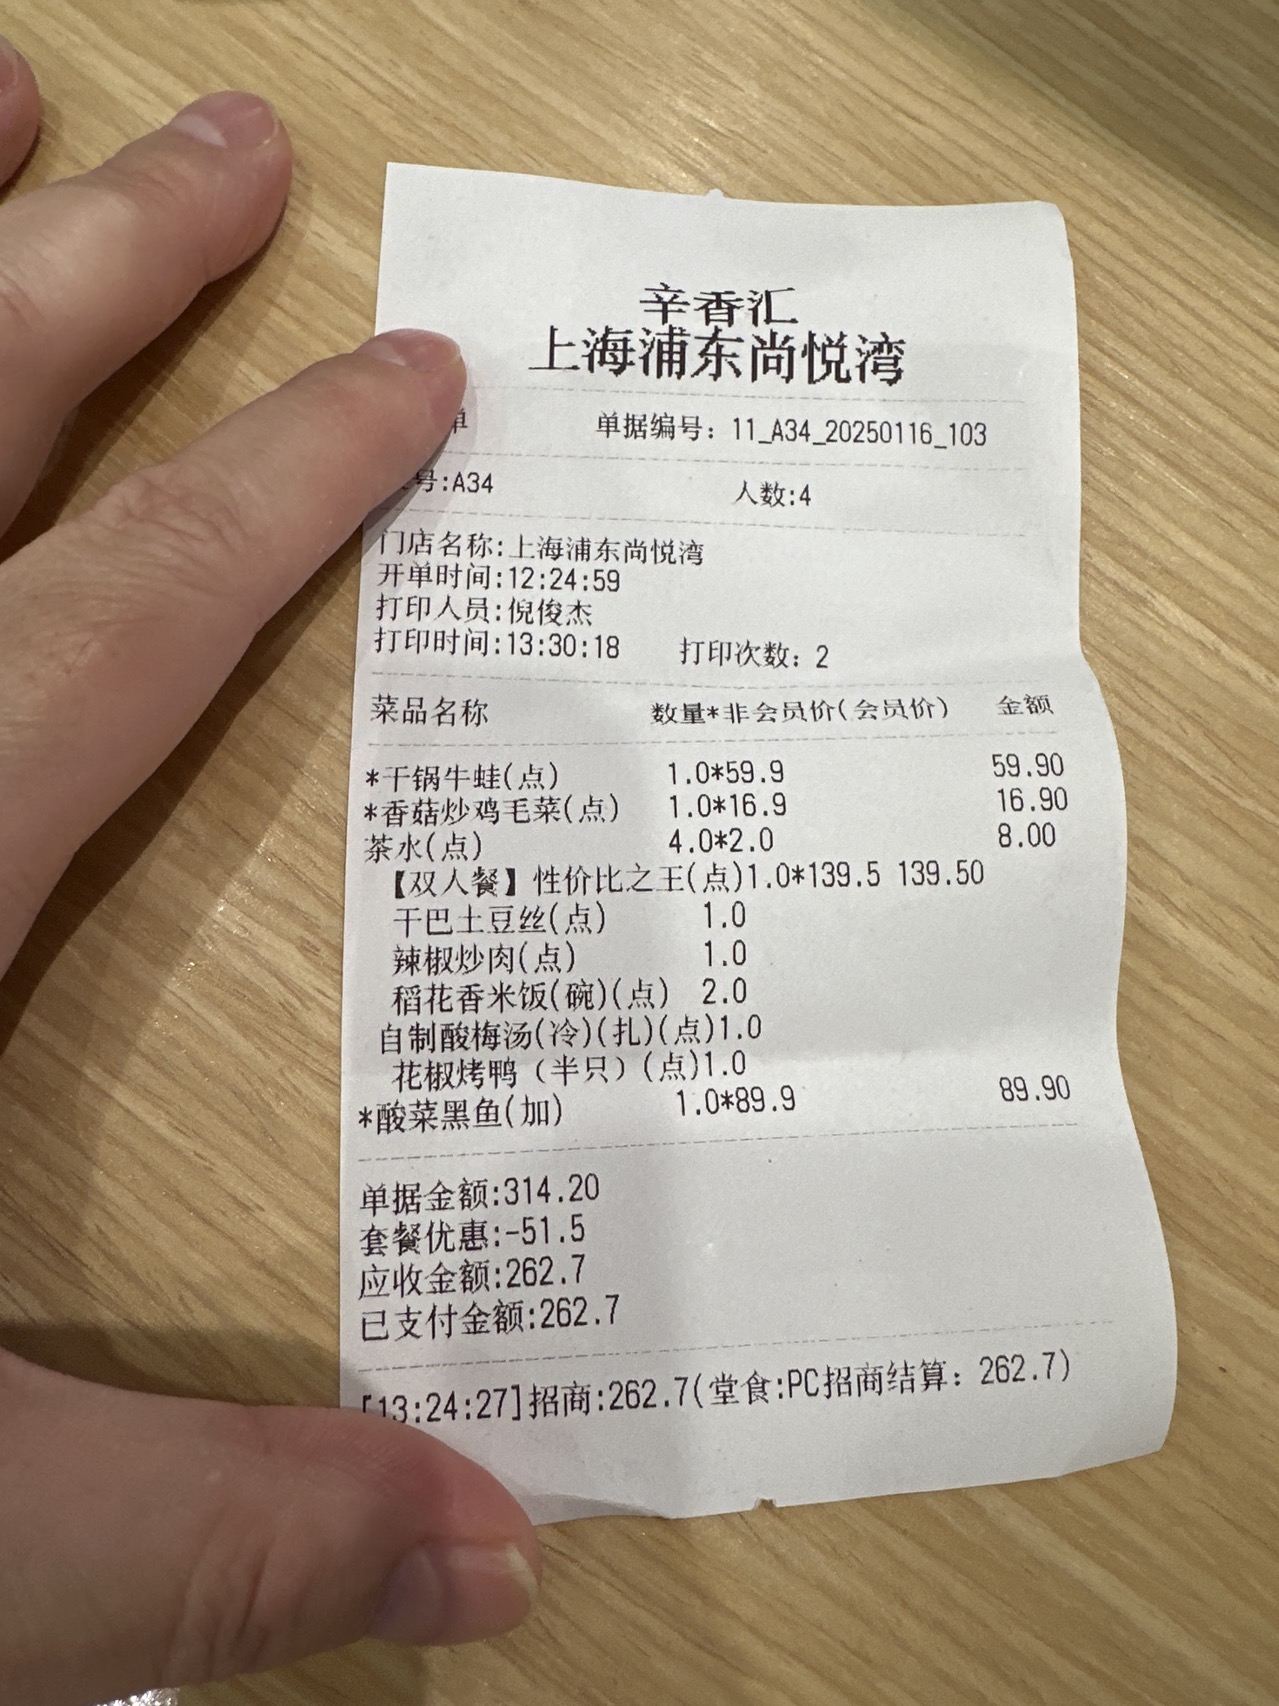 辛香汇
上海浦东尚悦湾
单 单据编号：11_A34_20250116_103
号:A34 人数:4
门店名称:上海浦东尚悦湾
开单时间:12:24:59
打印人员:倪俊杰
打印时间:13:30:18 打印次数：2
菜品名称 数量*非会员价(会员价) 金额
*干锅牛蛙(点) 1.0*59.9 59.90
*香菇炒鸡毛菜(点) 1.0*16.9 16.90
茶水(点) 4.0*2.0 8.00
【双人餐】性价比之王(点)1.0*139.5 139.50
干巴土豆丝(点) 1.0
辣椒炒肉(点) 1.0
稻花香米饭(碗)(点) 2.0
自制酸梅汤(冷)(扎)(点)1.0
花椒烤鸭（半只）(点)1.0
*酸菜黑鱼(加) 1.0*89.9 89.90
单据金额:314.20
套餐优惠:-51.5
应收金额:262.7
已支付金额:262.7
[13:24:27]招商:262.7(堂食:PC招商结算：262.7)